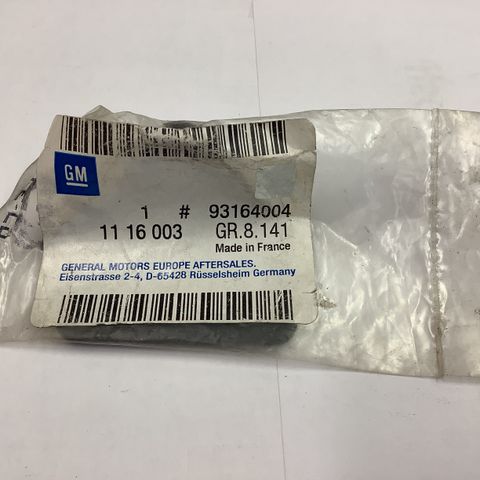 GM
1 # 93164004
11 16 003 GR.8.141
Made in France
GENERAL MOTORS EUROPE AFTERSALES.
Eisenstrasse 2-4, D-65428 Rüsselsheim Germany